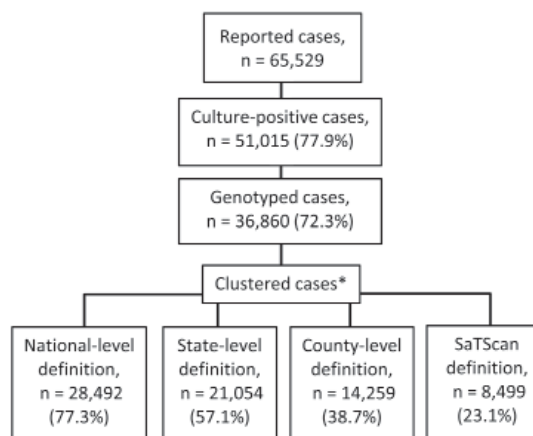 Reported cases,
n = 65,529
Culture-positive cases,
n = 51,015 (77.9%)
Genotyped cases,
n = 36,860 (72.3%)
Clustered cases*
National-level
definition,
n = 28,492
(77.3%)
State-level
definition,
n = 21,054
(57.1%)
County-level
definition,
n = 14,259
(38.7%)
SaTScan
definition,
n = 8,499
(23.1%)